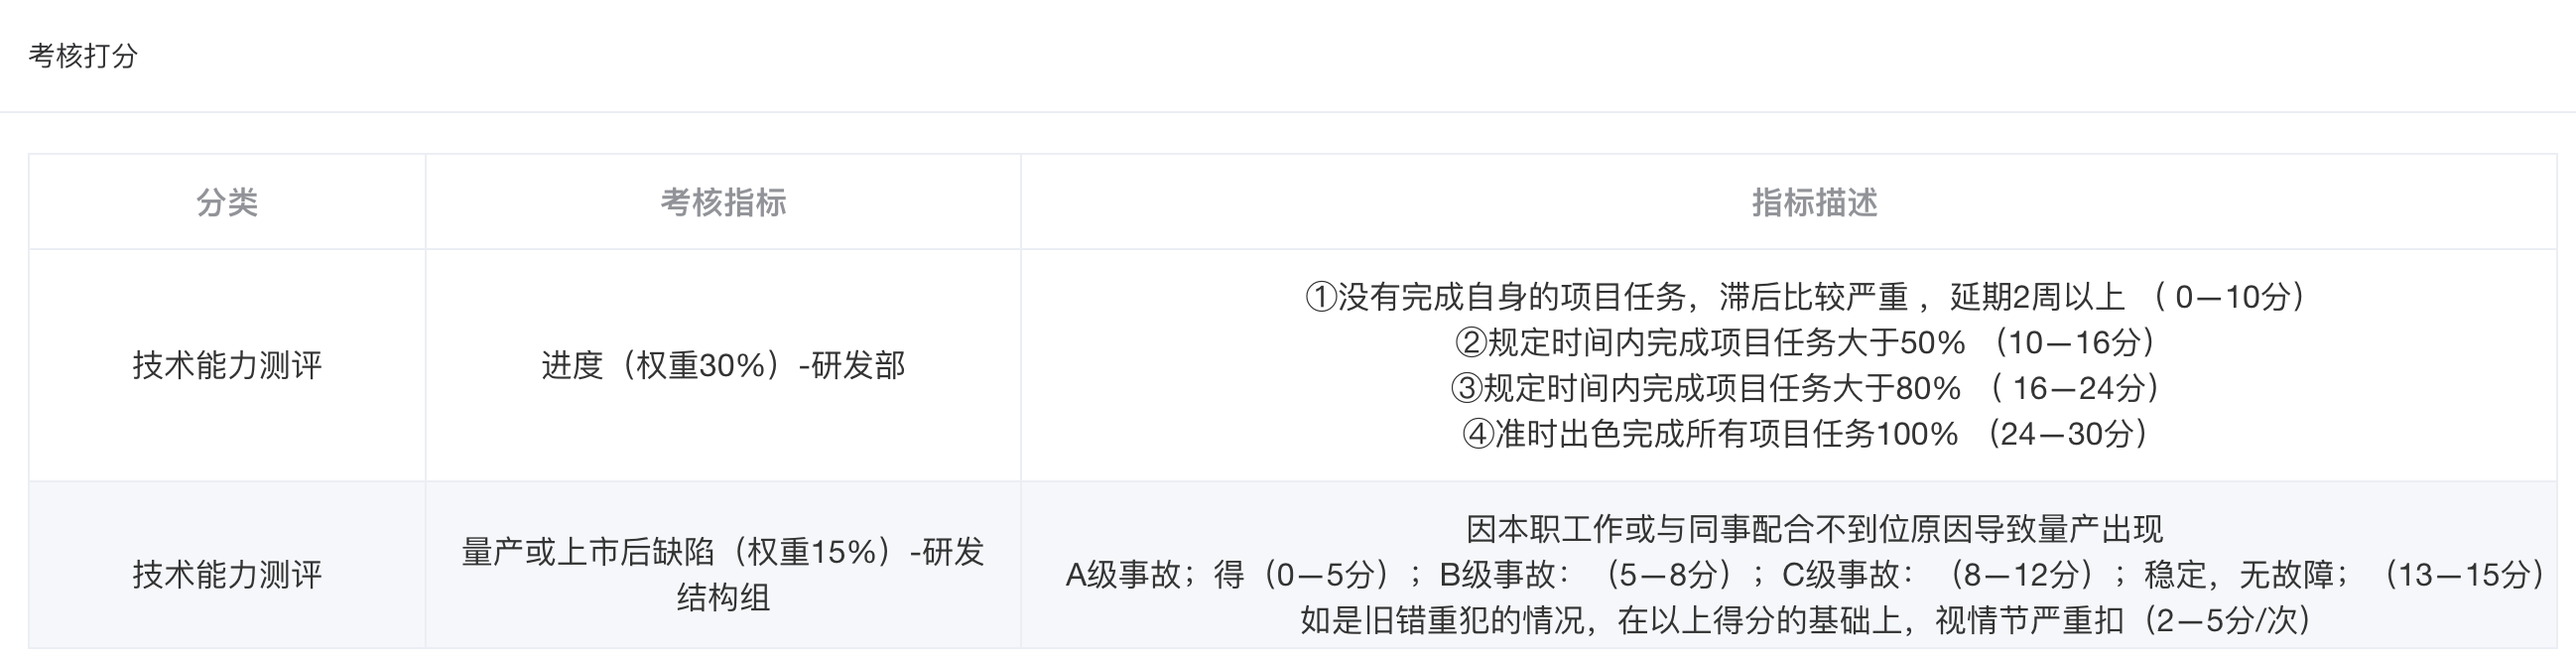 考核打分
分类
考核指标
指标描述
技术能力测评
进度（权重30%）-研发部
①没有完成自身的项目任务，滞后比较严重 ，延期2周以上 （ 0—10分）
②规定时间内完成项目任务大于50% （10—16分）
③规定时间内完成项目任务大于80% （ 16—24分）
④准时出色完成所有项目任务100% （24—30分）
技术能力测评
量产或上市后缺陷（权重15%）-研发
结构组
因本职工作或与同事配合不到位原因导致量产出现
A级事故；得（0—5分）；B级事故：（5—8分）；C级事故：（8—12分）；稳定，无故障；（13—15分）
如是旧错重犯的情况，在以上得分的基础上，视情节严重扣（2—5分/次）